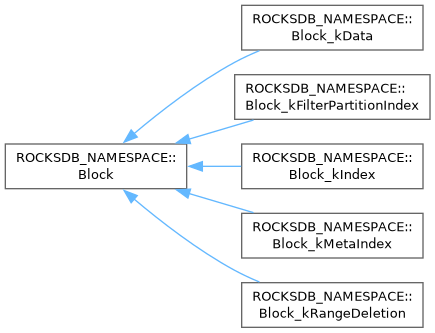 ROCKSDB_NAMESPACE::
Block_kData
ROCKSDB_NAMESPACE::
Block_kFilterPartitionIndex
ROCKSDB_NAMESPACE::
Block
ROCKSDB_NAMESPACE::
Block_kIndex
ROCKSDB_NAMESPACE::
Block_kMetaIndex
ROCKSDB_NAMESPACE::
Block_kRangeDeletion